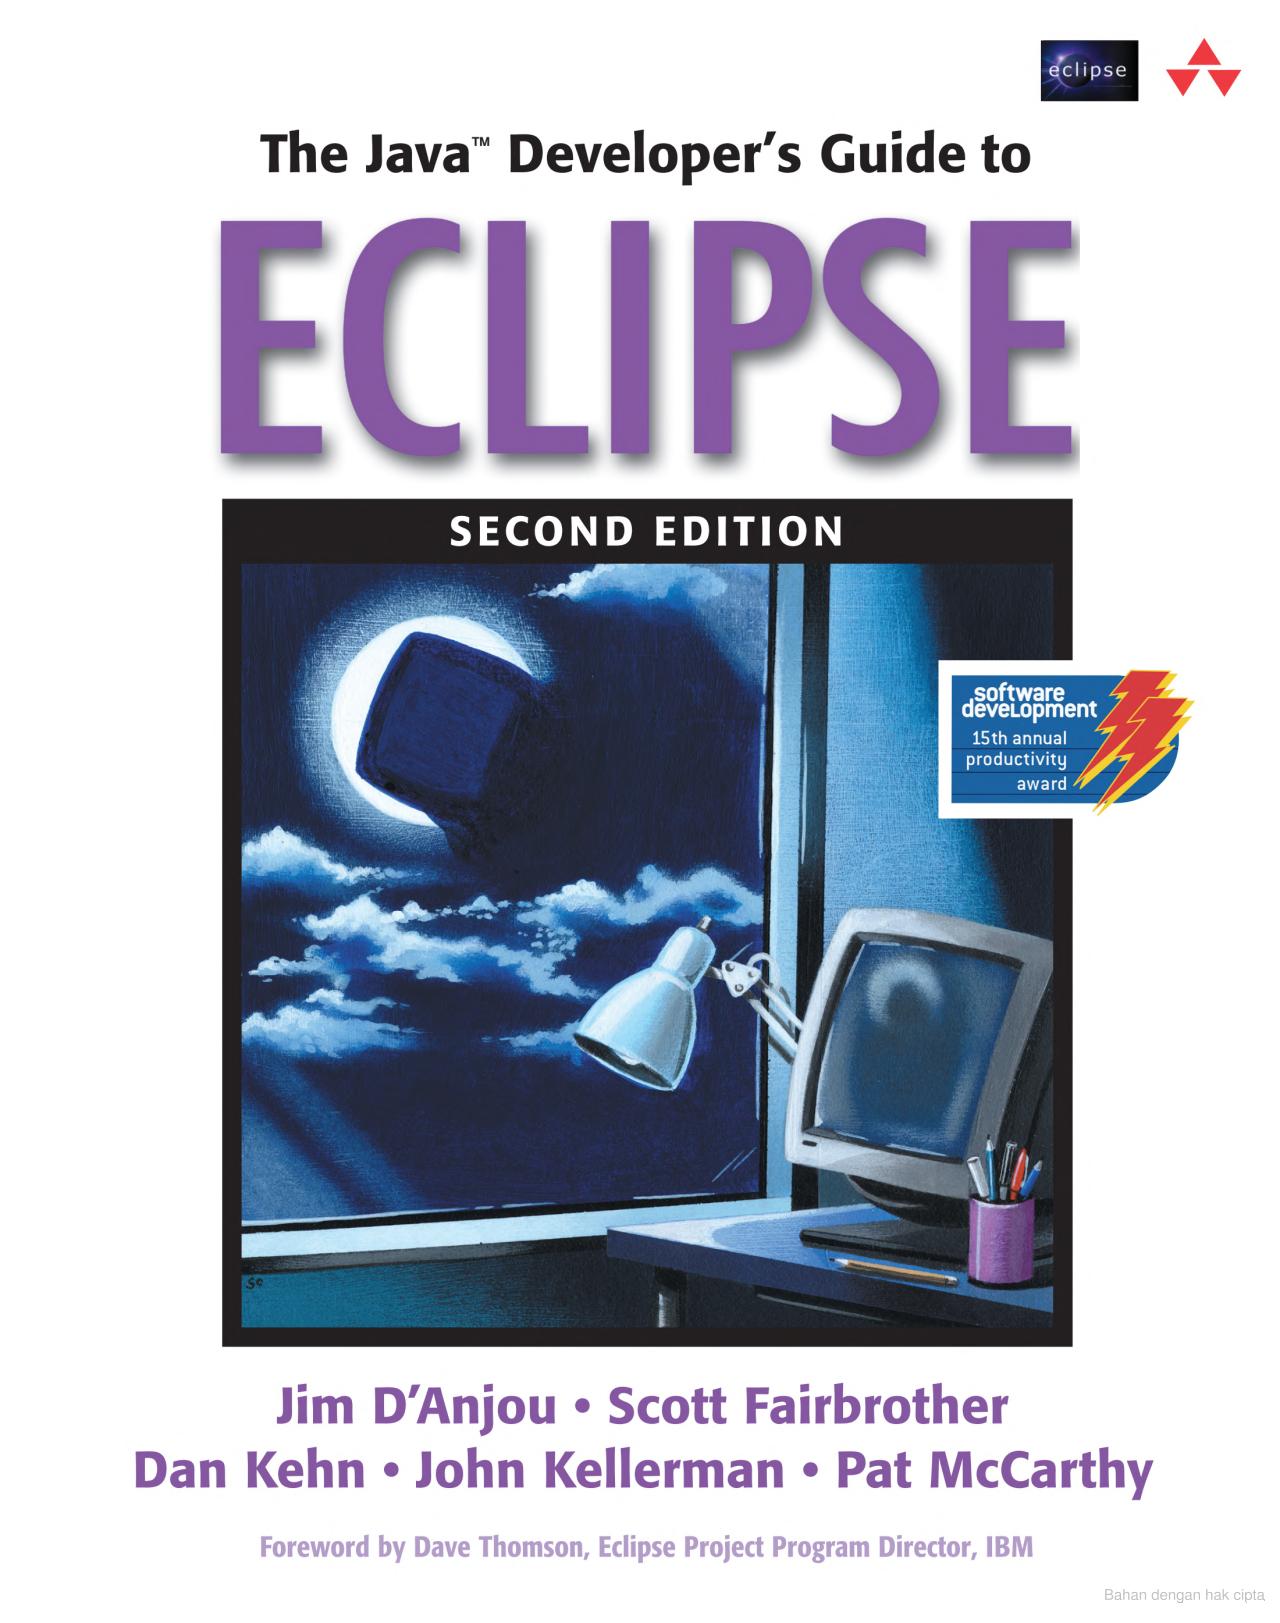 eclipse
The Java™ Developer's Guide to
ECLIPSE
SECOND EDITION
software
development
15th annual
productivity
award
Sc
Jim D'Anjou • Scott Fairbrother
Dan Kehn • John Kellerman • Pat McCarthy
Foreword by Dave Thomson, Eclipse Project Program Director, IBM
Bahan dengan hak cipta